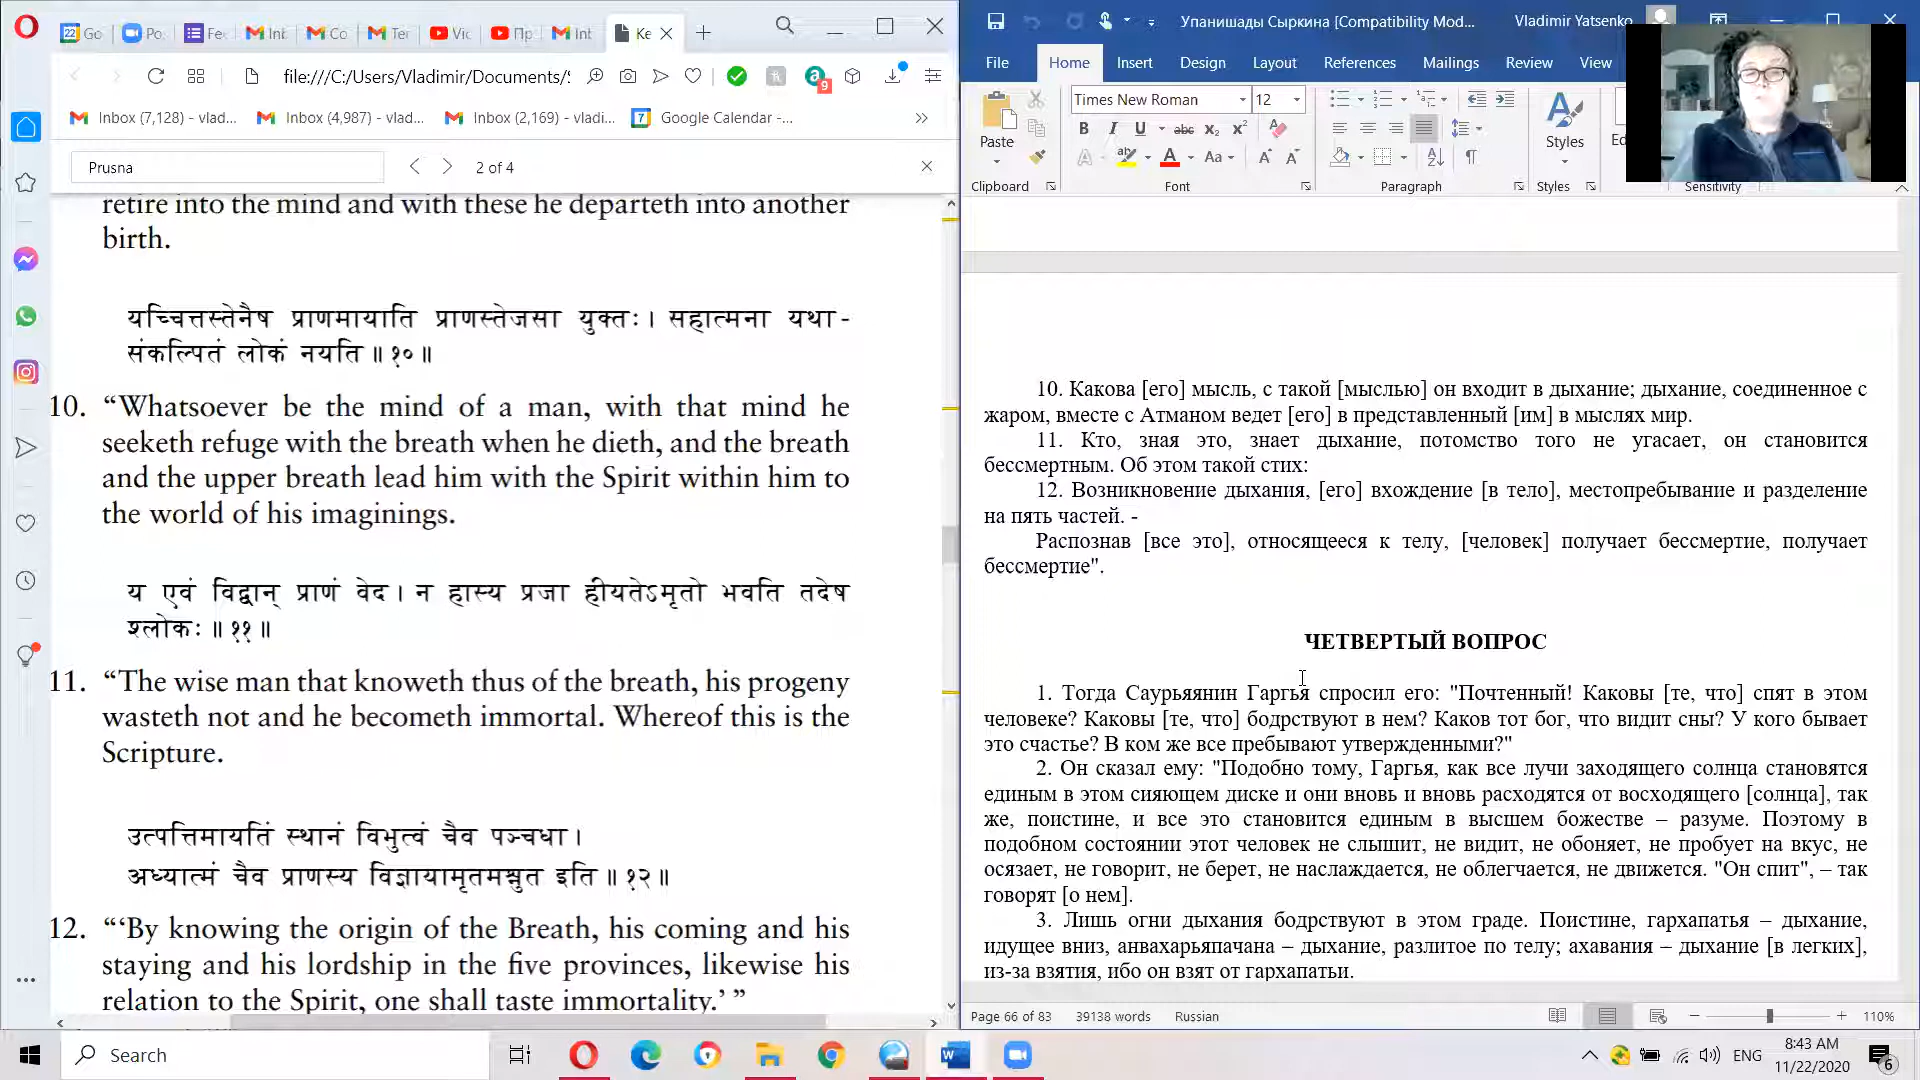 Go
Po
Fe
Inl
Co
Ter
Vic
Пр
Int
Ke
file:///C:/Users/Vladimir/Documents/S
9
Inbox (7,128) - vlad...
Inbox (4,987) - vlad...
Inbox (2,169) - vladi...
Google Calendar -...
Prusna
2 of 4
retire into the mind and with these he departeth into another
birth.
यच्चित्तस्तेनैष प्राणमायाति प्राणस्तेजसा युक्तः। सहात्मना यथा-
संकल्पितं लोकं नयति॥१०॥
10. “Whatsoever be the mind of a man, with that mind he
seeketh refuge with the breath when he dieth, and the breath
and the upper breath lead him with the Spirit within him to
the world of his imaginings.
य एवं विद्वान् प्राणं वेद। न हास्य प्रजा हीयतेऽमृतो भवति तदेष
श्लोकः॥११॥
11. “The wise man that knoweth thus of the breath, his progeny
wasteth not and he becometh immortal. Whereof this is the
Scripture.
उत्पत्तिमायतिं स्थानं विभुत्वं चैव पञ्चधा।
अध्यात्मं चैव प्राणस्य विज्ञायामृतमश्नुत इति॥१२॥
12. “‘By knowing the origin of the Breath, his coming and his
staying and his lordship in the five provinces, likewise his
relation to the Spirit, one shall taste immortality.’ ”
Упанишады Сыркина [Compatibility Mod...
Vladimir Yatsenko
File Home Insert Design Layout References Mailings Review View
Times New Roman 12
Paste
Styles
Clipboard Font Paragraph Styles Sensitivity
10. Какова [его] мысль, с такой [мыслью] он входит в дыхание; дыхание, соединенное с
жаром, вместе с Атманом ведет [его] в представленный [им] в мыслях мир.
11. Кто, зная это, знает дыхание, потомство того не угасает, он становится
бессмертным. Об этом такой стих:
12. Возникновение дыхания, [его] вхождение [в тело], местопребывание и разделение
на пять частей. -
Распознав [все это], относящееся к телу, [человек] получает бессмертие, получает
бессмертие".
ЧЕТВЕРТЫЙ ВОПРОС
1. Тогда Саурьяянин Гаргья спросил его: "Почтенный! Каковы [те, что] спят в этом
человеке? Каковы [те, что] бодрствуют в нем? Каков тот бог, что видит сны? У кого бывает
это счастье? В ком же все пребывают утвержденными?"
2. Он сказал ему: "Подобно тому, Гаргья, как все лучи заходящего солнца становятся
единым в этом сияющем диске и они вновь и вновь расходятся от восходящего [солнца], так
же, поистине, и все это становится единым в высшем божестве – разуме. Поэтому в
подобном состоянии этот человек не слышит, не видит, не обоняет, не пробует на вкус, не
осязает, не говорит, не берет, не наслаждается, не облегчается, не движется. "Он спит", – так
говорят [о нем].
3. Лишь огни дыхания бодрствуют в этом граде. Поистине, гархапатья – дыхание,
идущее вниз, анвахарьяпачана – дыхание, разлитое по телу; ахавания – дыхание [в легких],
из-за взятия, ибо он взят от гархапатьи.
Page 66 of 83 39138 words Russian
110%
Search
ENG
8:43 AM
11/22/2020
6